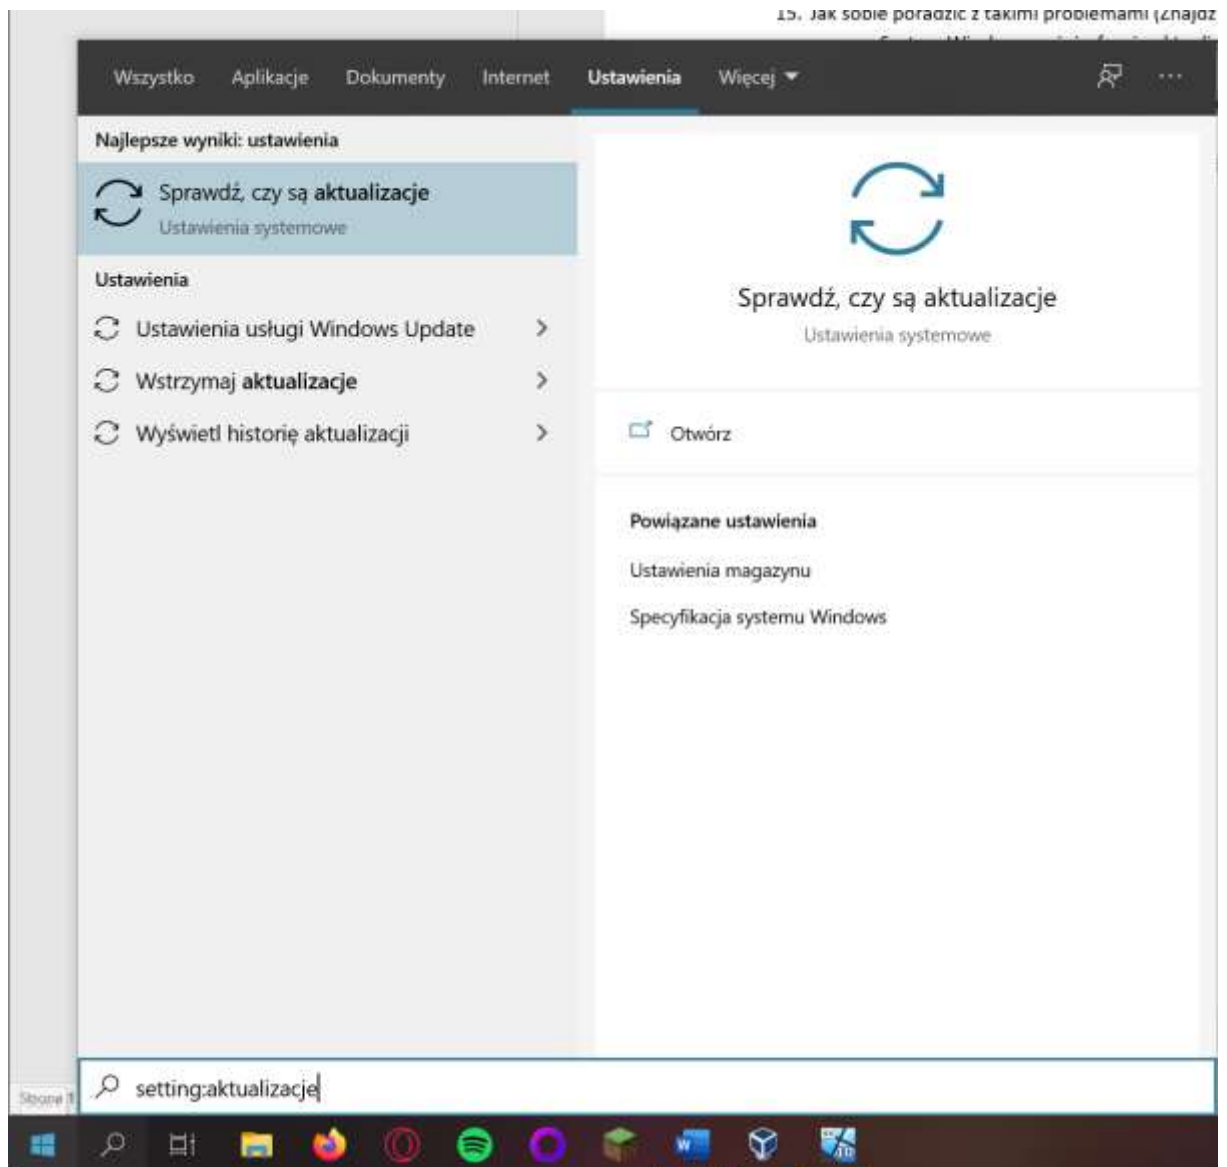 15. Jak sobie poradzić z takimi problemami (Znajdź
Wszystko Aplikacje Dokumenty Internet Ustawienia Więcej
Najlepsze wyniki: ustawienia
Sprawdź, czy są aktualizacje
Ustawienia systemowe
Ustawienia
Ustawienia usługi Windows Update
Wstrzymaj aktualizacje
Wyświetl historię aktualizacji
Sprawdź, czy są aktualizacje
Ustawienia systemowe
Otwórz
Powiązane ustawienia
Ustawienia magazynu
Specyfikacja systemu Windows
setting:aktualizacje
Strona 1